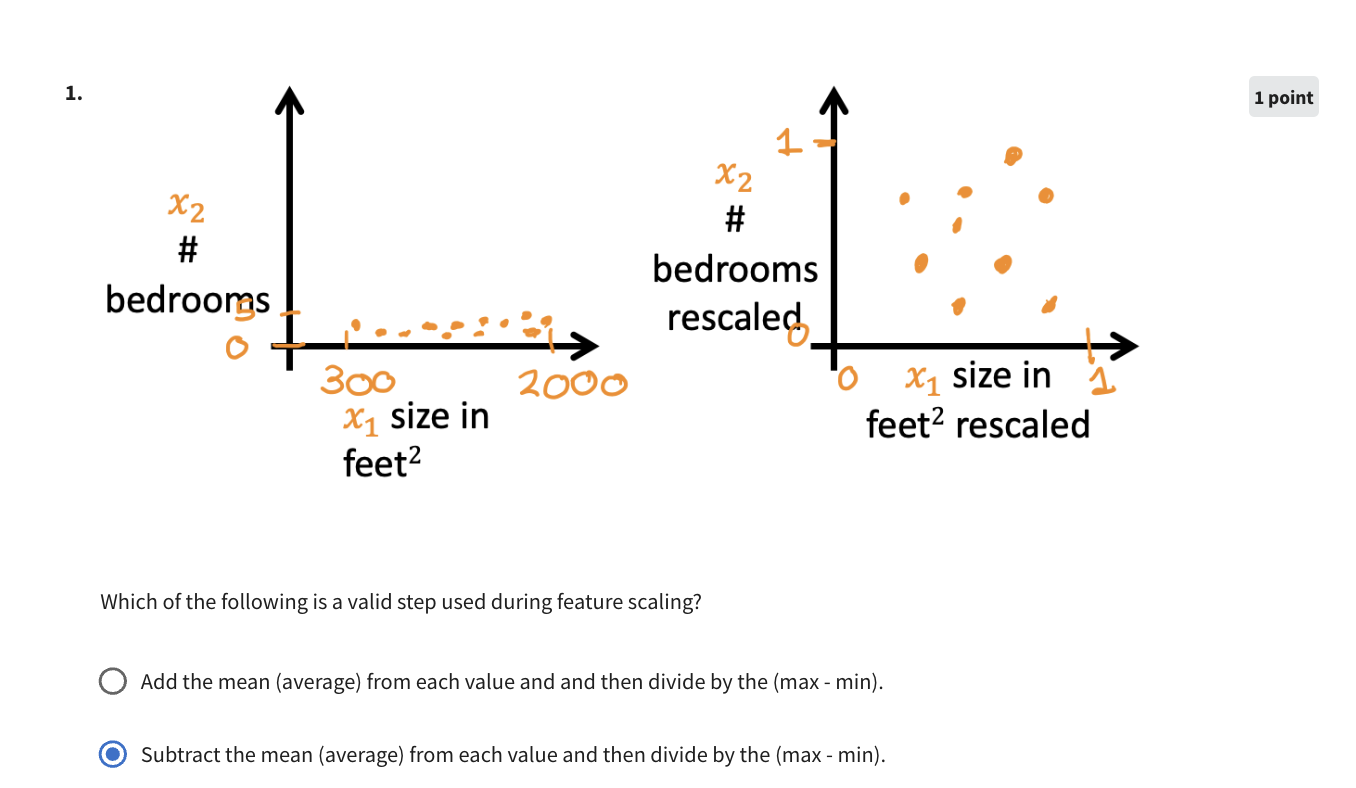 1.
1 point
x₂
#
bedrooms
5
0
300
2000
x₁ size in
feet²
1
x₂
#
bedrooms
rescaled
0
0
x₁ size in
1
feet² rescaled
Which of the following is a valid step used during feature scaling?
Add the mean (average) from each value and and then divide by the (max - min).
Subtract the mean (average) from each value and then divide by the (max - min).